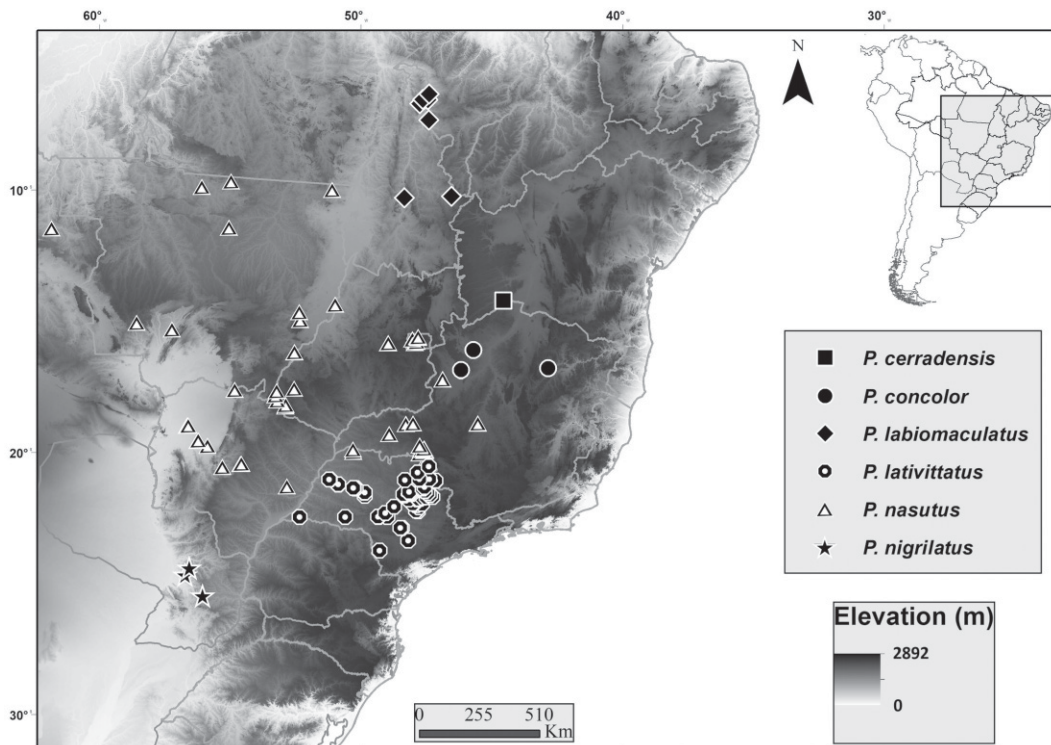 60°
50°
40°
30°
N
10°
20°
30°
P. cerradensis
P. concolor
P. labiomaculatus
P. lativittatus
P. nasutus
P. nigrilatus
Elevation (m)
2892
0
0 255 510
Km